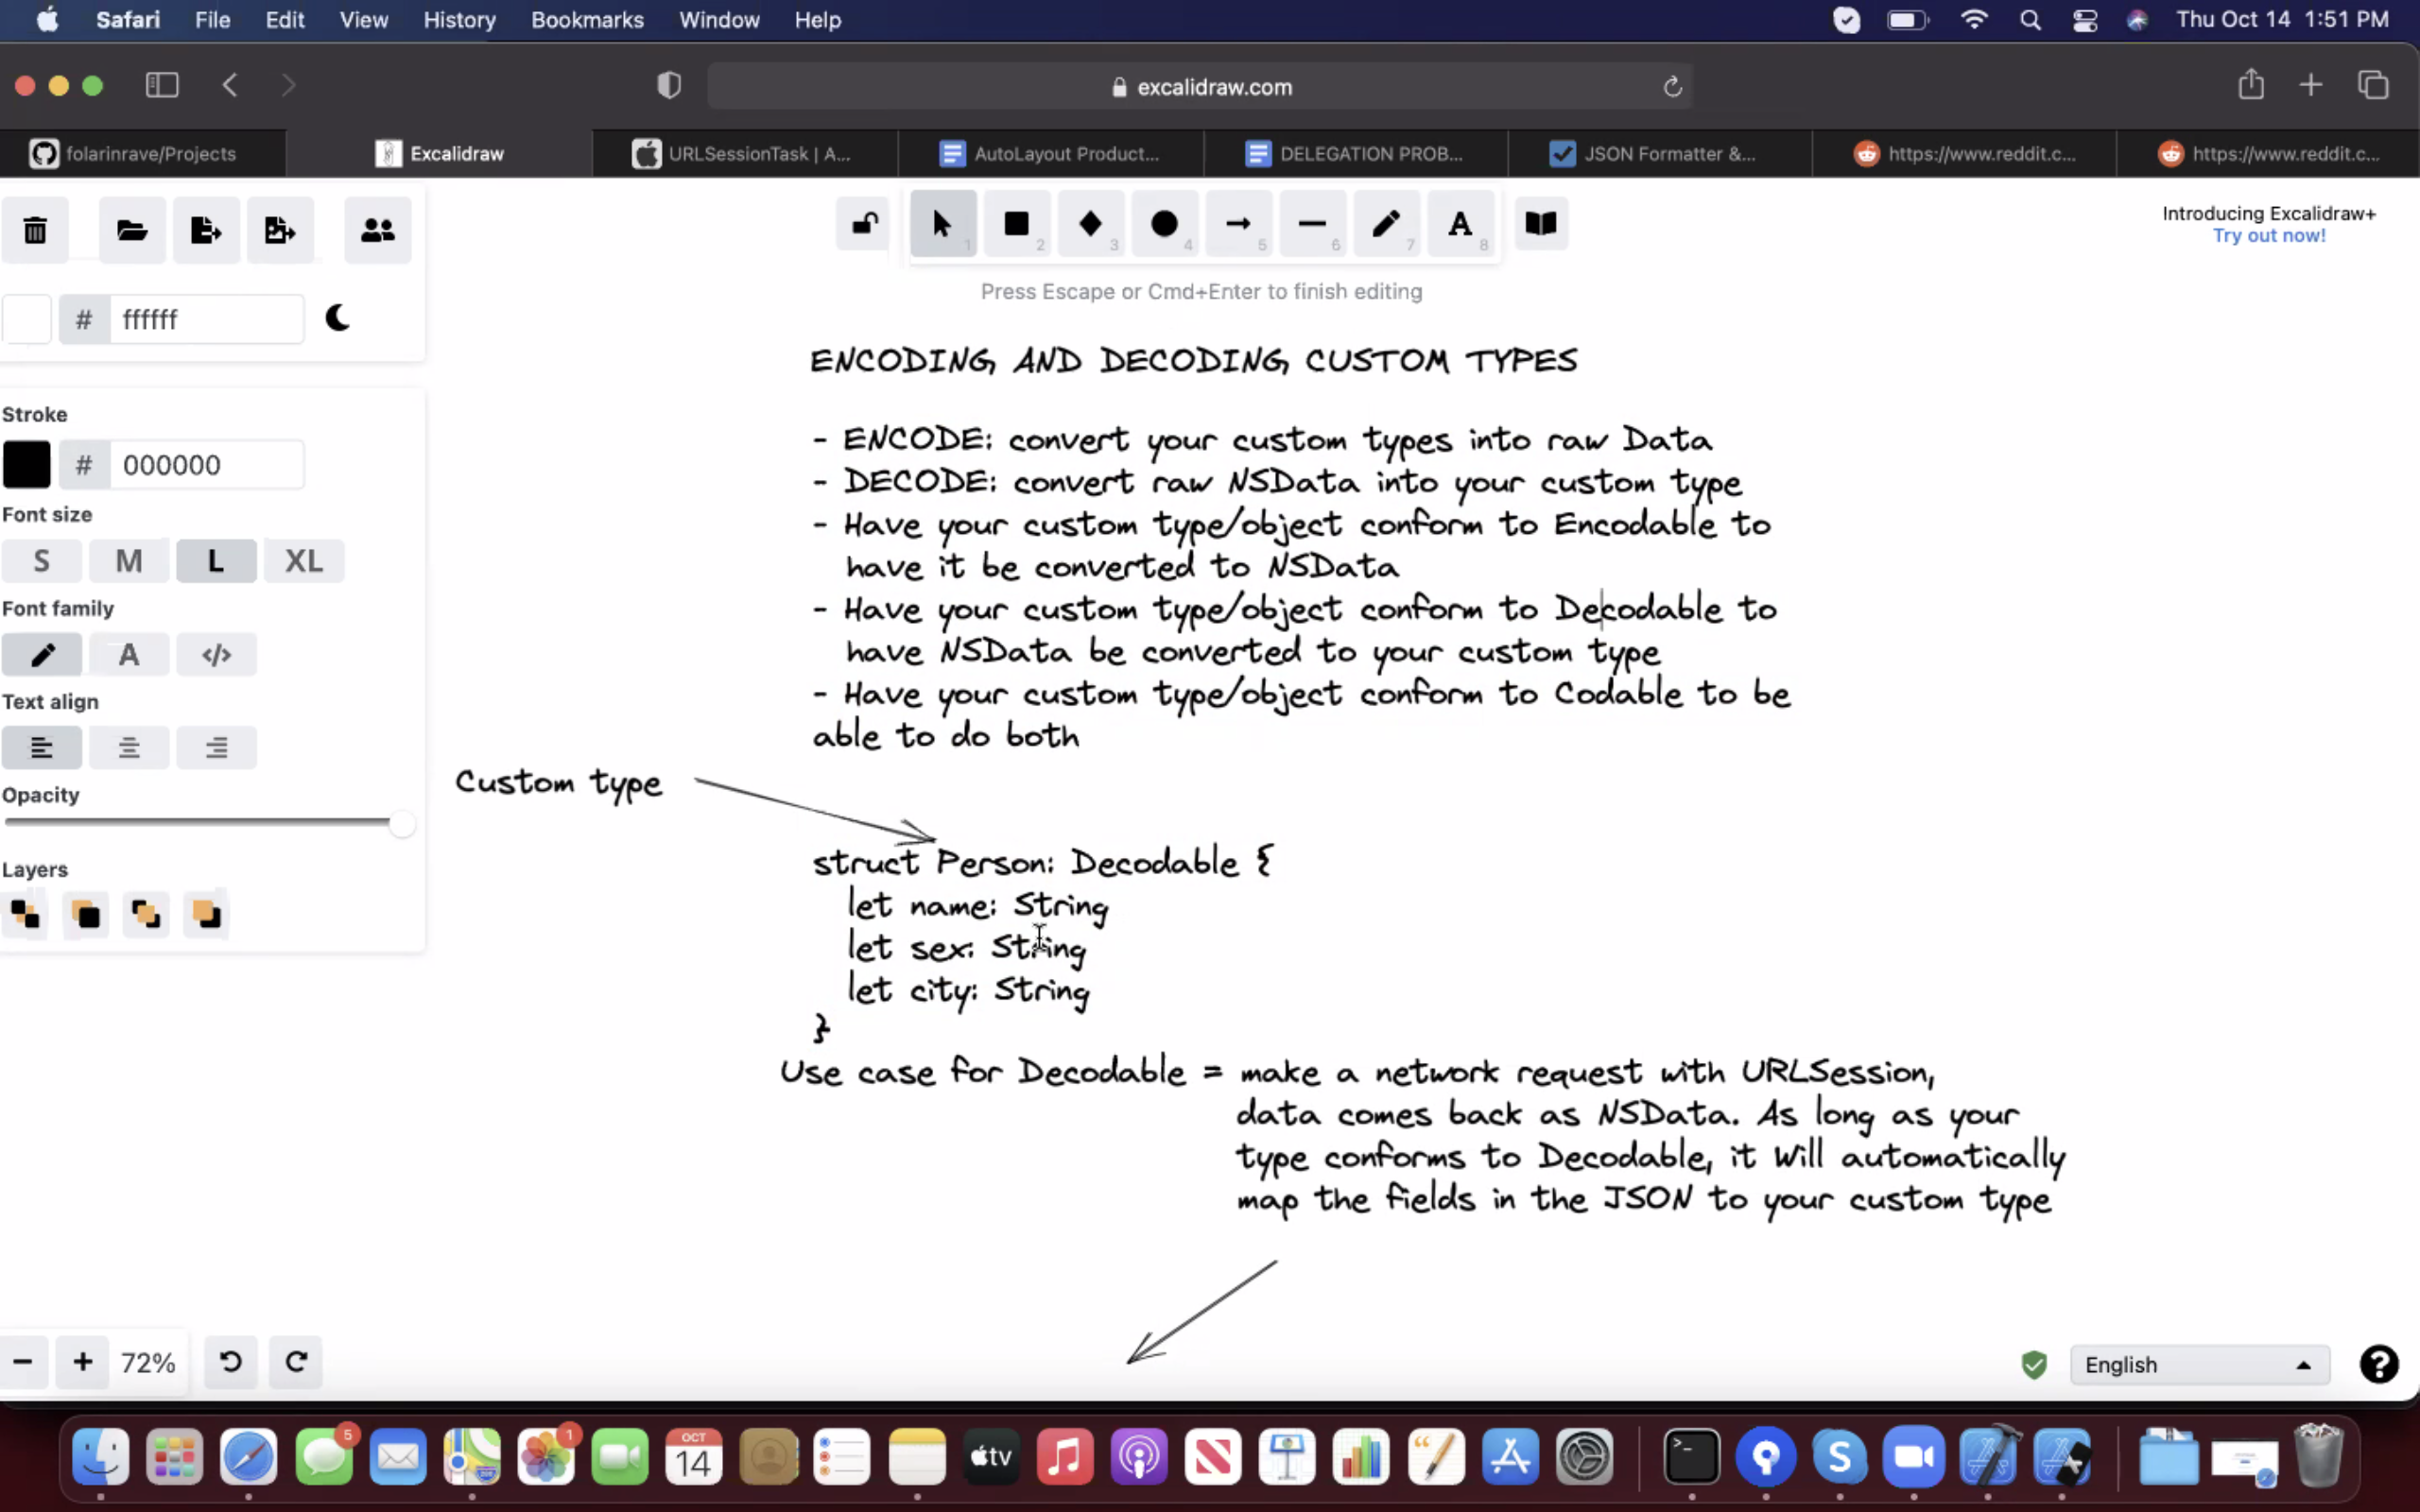 Safari File Edit View History Bookmarks Window Help Thu Oct 14 1:51 PM
excalidraw.com
folarinrave/Projects Excalidraw URLSessionTask | A... AutoLayout Product... DELEGATION PROB... JSON Formatter &... https://www.reddit.c... https://www.reddit.c...
1 2 3 4 5 6 7 A 8
Introducing Excalidraw+
Try out now!
Press Escape or Cmd+Enter to finish editing
# ffffff
Stroke
# 000000
Font size
S M L XL
Font family
A </>
Text align
Opacity
Layers
ENCODING AND DECODING CUSTOM TYPES
- ENCODE: convert your custom types into raw Data
- DECODE: convert raw NSData into your custom type
- Have your custom type/object conform to Encodable to
have it be converted to NSData
- Have your custom type/object conform to Decodable to
have NSData be converted to your custom type
- Have your custom type/object conform to Codable to be
able to do both
Custom type
struct Person: Decodable {
let name: String
let sex: String
let city: String
}
Use case for Decodable = make a network request with URLSession,
data comes back as NSData. As long as your
type conforms to Decodable, it will automatically
map the fields in the JSON to your custom type
72%
English
5 1 OCT 14 tv